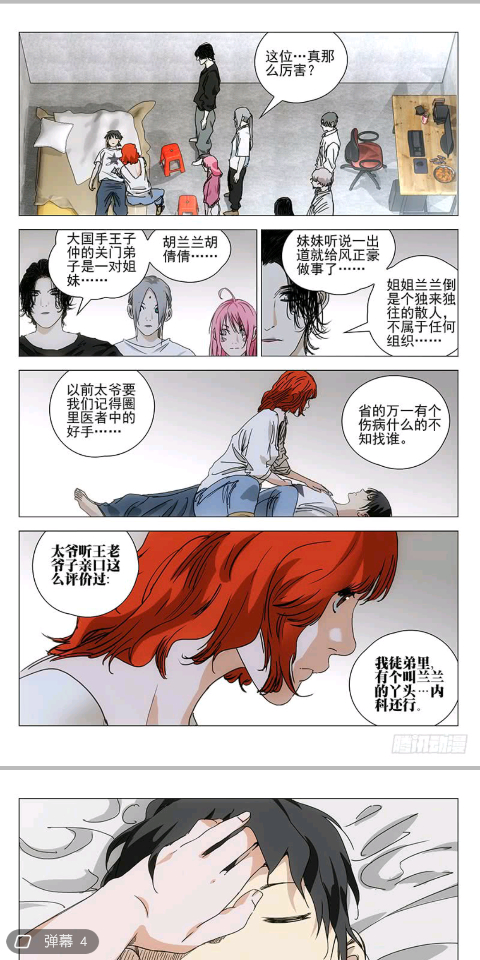 这位…真那
么厉害？
大国手王子
仲的关门弟
子是一对姐
妹……
胡兰兰胡
倩倩……
妹妹听说一出
道就给风正豪
做事了……
姐姐兰兰倒
是个独来独
往的散人，
不属于任何
组织……
以前太爷要
我们记得圈
里医者中的
好手……
省的万一有个
伤病什么的不
知找谁。
太爷听王老
爷子亲口这
么评价过：
我徒弟里，
有个叫兰兰
的丫头…内
科还行。
腾讯动漫
弹幕 4